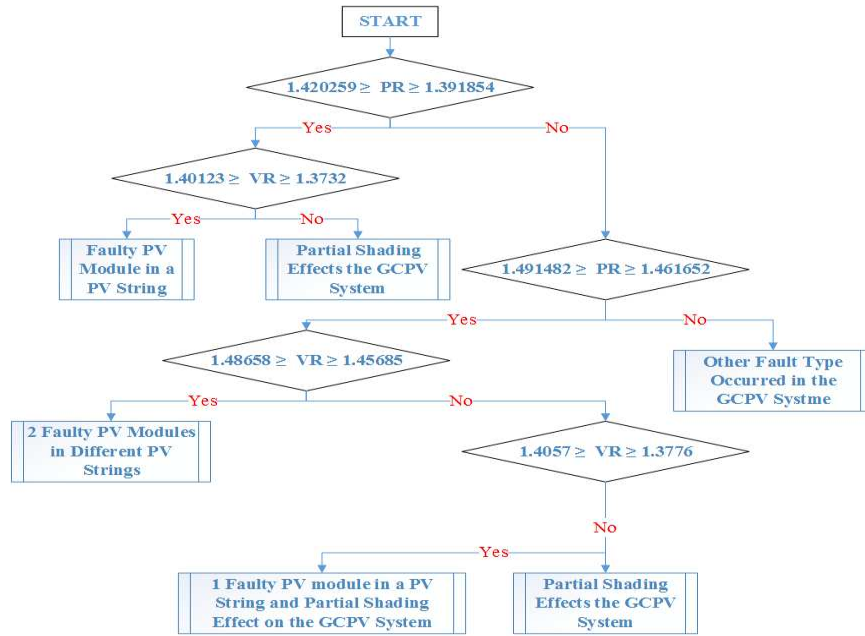 START
1.420259 ≥ PR ≥ 1.391854
Yes
No
1.40123 ≥ VR ≥ 1.3732
Yes
No
Faulty PV
Module in a
PV String
Partial Shading
Effects the GCPV
System
1.491482 ≥ PR ≥ 1.461652
Yes
No
1.48658 ≥ VR ≥ 1.45685
Other Fault Type
Occurred in the
GCPV Systme
Yes
No
2 Faulty PV Modules
in Different PV
Strings
1.4057 ≥ VR ≥ 1.3776
No
Yes
1 Faulty PV module in a PV
String and Partial Shading
Effect on the GCPV System
Partial Shading
Effects the GCPV
System